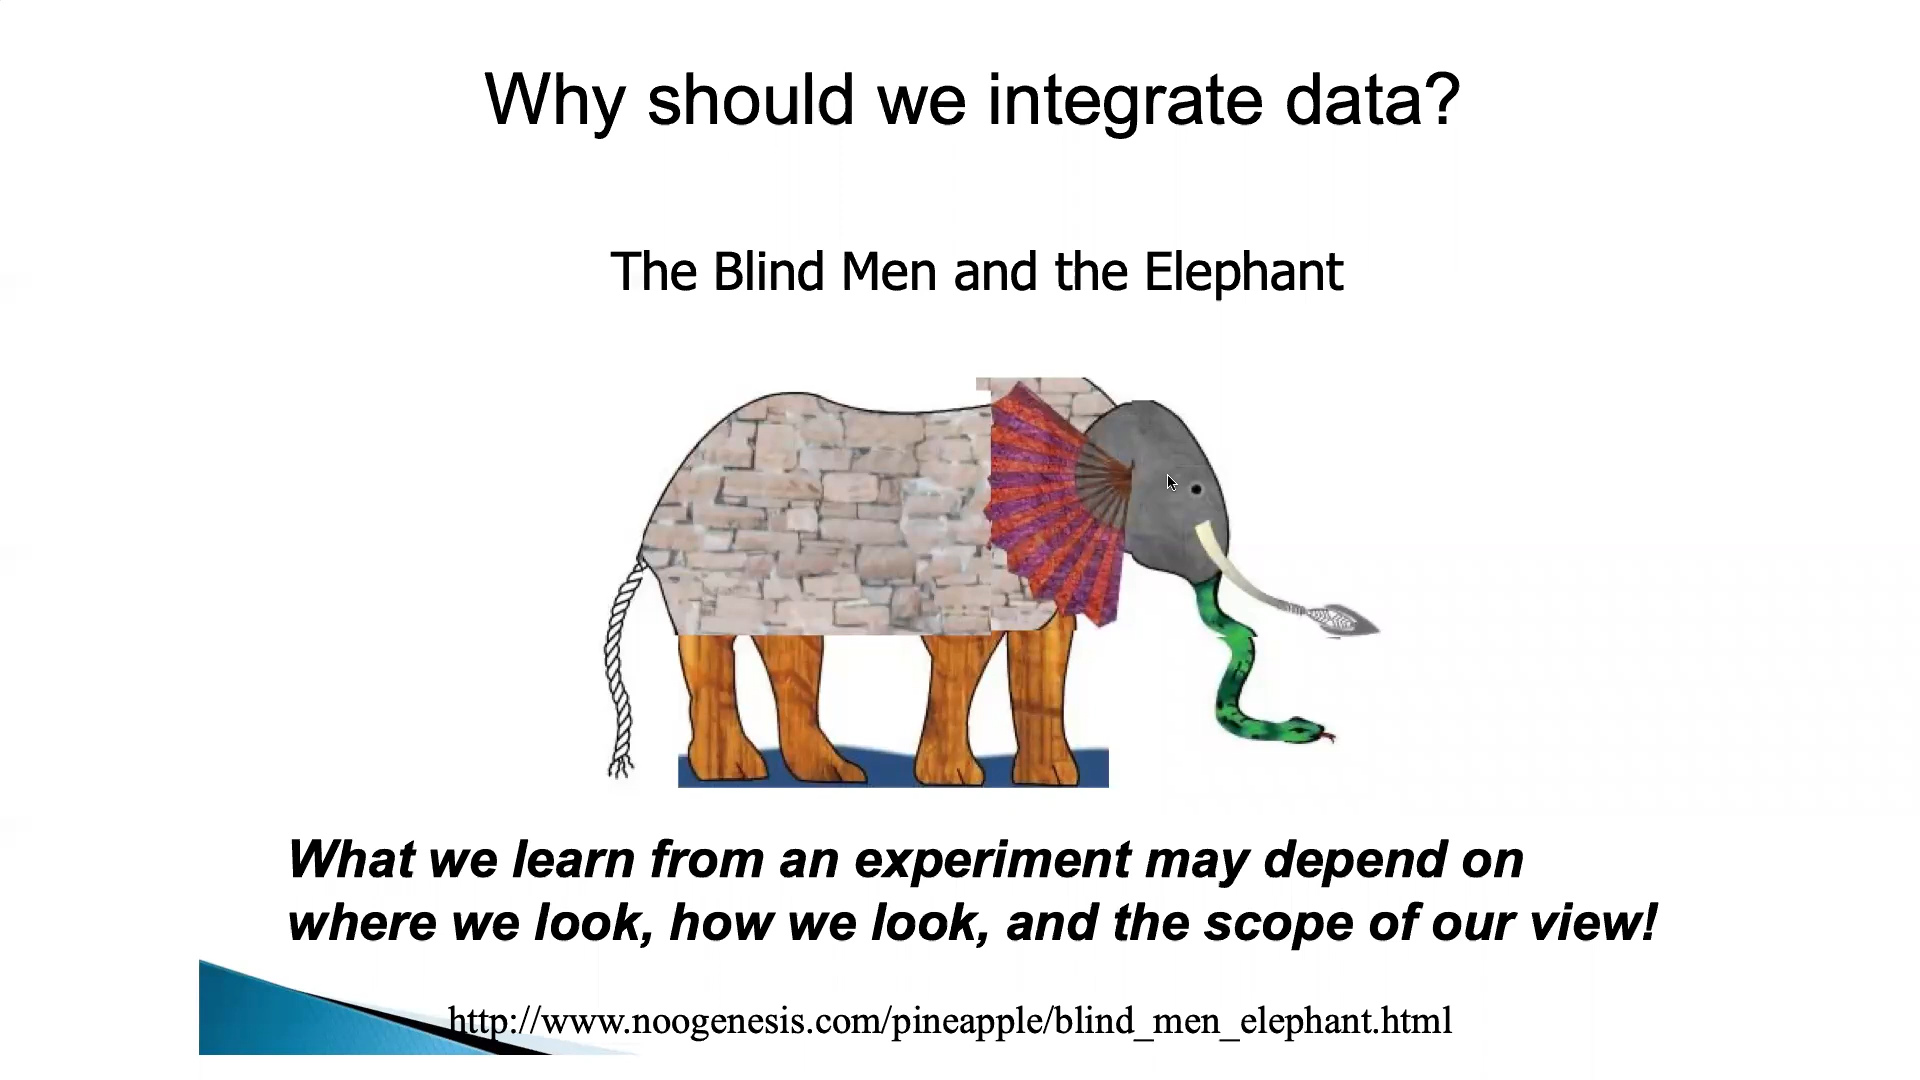 Why should we integrate data?
The Blind Men and the Elephant
What we learn from an experiment may depend on
where we look, how we look, and the scope of our view!
http://www.noogenesis.com/pineapple/blind_men_elephant.html